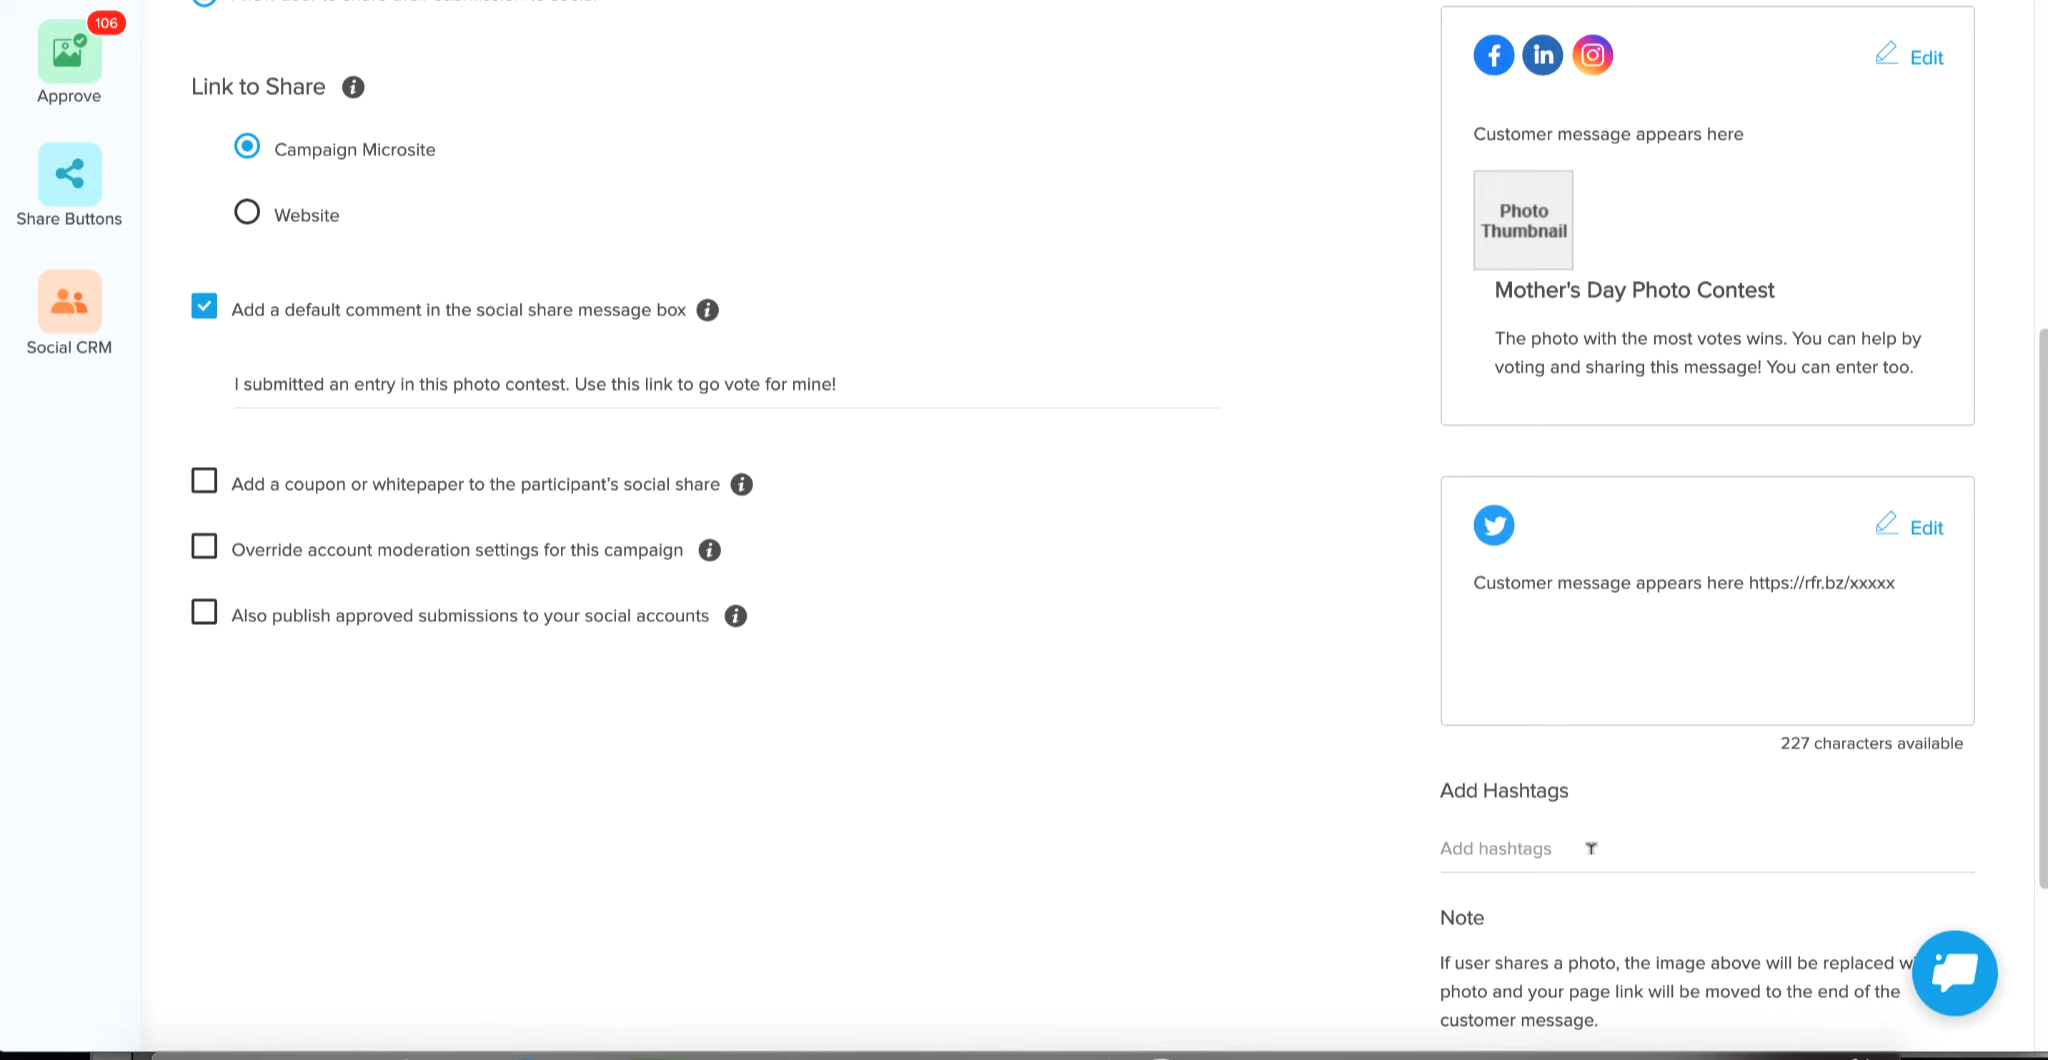 106
Approve
Share Buttons
Social CRM
Link to Share
Campaign Microsite
Website
Add a default comment in the social share message box
I submitted an entry in this photo contest. Use this link to go vote for mine!
Add a coupon or whitepaper to the participant's social share
Override account moderation settings for this campaign
Also publish approved submissions to your social accounts
Edit
Customer message appears here
Photo
Thumbnail
Mother's Day Photo Contest
The photo with the most votes wins. You can help by
voting and sharing this message! You can enter too.
Edit
Customer message appears here https://rfr.bz/xxxxx
227 characters available
Add Hashtags
Add hashtags
Note
If user shares a photo, the image above will be replaced
photo and your page link will be moved to the end of the
customer message.